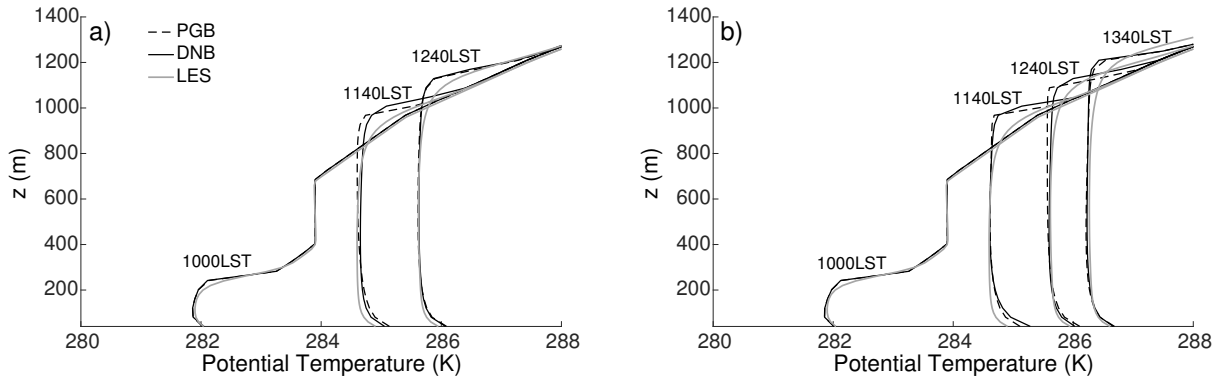 a)
PGB
DNB
LES
1240LST
1140LST
1000LST
1400
1200
1000
800
600
400
200
z (m)
280 282 284 286 288
Potential Temperature (K)
b)
1340LST
1240LST
1140LST
1000LST
1400
1200
1000
800
600
400
200
z (m)
280 282 284 286 288
Potential Temperature (K)